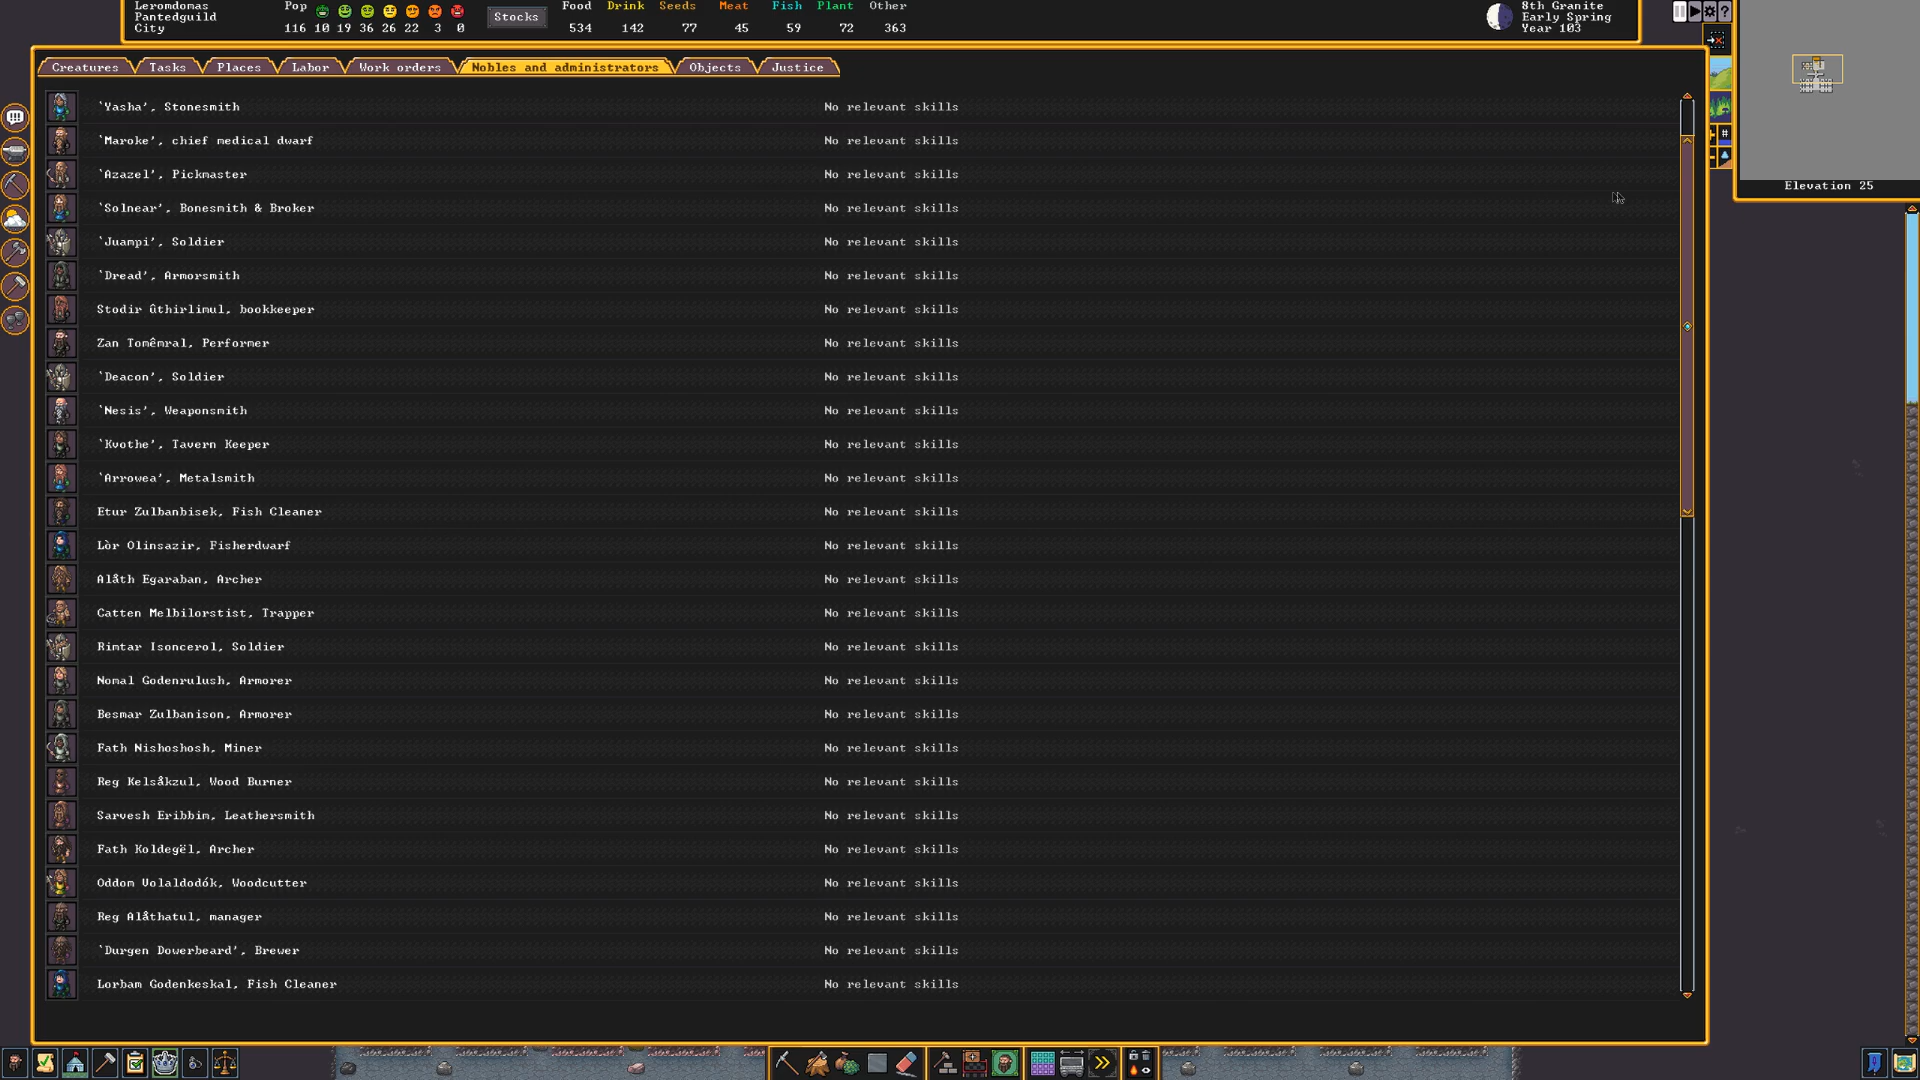 Leromdomas
Pantedguild
City
Pop
116 10 19 36 26 22 3 0
Stocks
Food Drink Seeds Meat Fish Plant Other
534 142 77 45 59 72 363
8th Granite
Early Spring
Year 103
Creatures Tasks Places Labor Work orders Nobles and administrators Objects Justice
`Yasha', Stonesmith No relevant skills
`Maroke', chief medical dwarf No relevant skills
`Azazel', Pickmaster No relevant skills
`Solnear', Bonesmith & Broker No relevant skills
`Juampi', Soldier No relevant skills
`Dread', Armorsmith No relevant skills
Stodir ûthirlimul, bookkeeper No relevant skills
Zan Tomêmral, Performer No relevant skills
`Deacon', Soldier No relevant skills
`Nesis', Weaponsmith No relevant skills
`Kvothe', Tavern Keeper No relevant skills
`Arrowea', Metalsmith No relevant skills
Etur Zulbanbisek, Fish Cleaner No relevant skills
Lòr Olinsazir, Fisherdwarf No relevant skills
Alåth Egaraban, Archer No relevant skills
Catten Melbilorstist, Trapper No relevant skills
Rimtar Isoncerol, Soldier No relevant skills
Nomal Godenrulush, Armorer No relevant skills
Besmar Zulbanison, Armorer No relevant skills
Fath Nishoshosh, Miner No relevant skills
Reg Kelsåkzul, Wood Burner No relevant skills
Sarvesh Eribbim, Leathersmith No relevant skills
Fath Koldegël, Archer No relevant skills
Oddom Volaldodók, Woodcutter No relevant skills
Reg Alåthatul, manager No relevant skills
`Durgen Dowerbeard', Brewer No relevant skills
Lorbam Godenkeskal, Fish Cleaner No relevant skills
Elevation 25